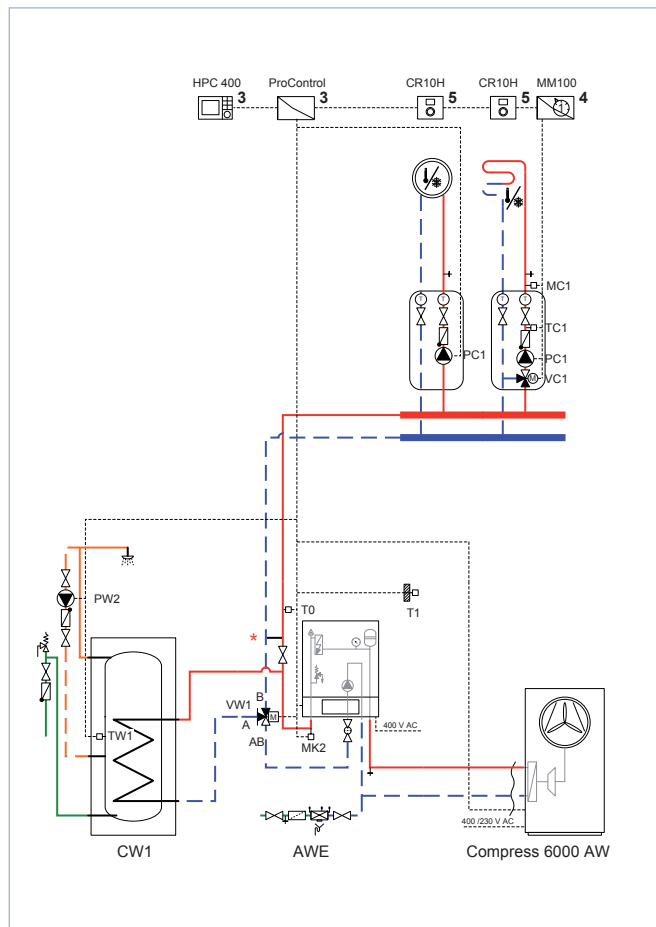 HPC 400 ProControl CR10H CR10H MM100
3 3 5 5 1 4
T T T T
MC1
TC1
PC1 PC1
M VC1
PW2
T0 T1
*
B
VW1 M
A
400 V AC
TW1
AB MK2
400 /230 V AC
CW1 AWE Compress 6000 AW